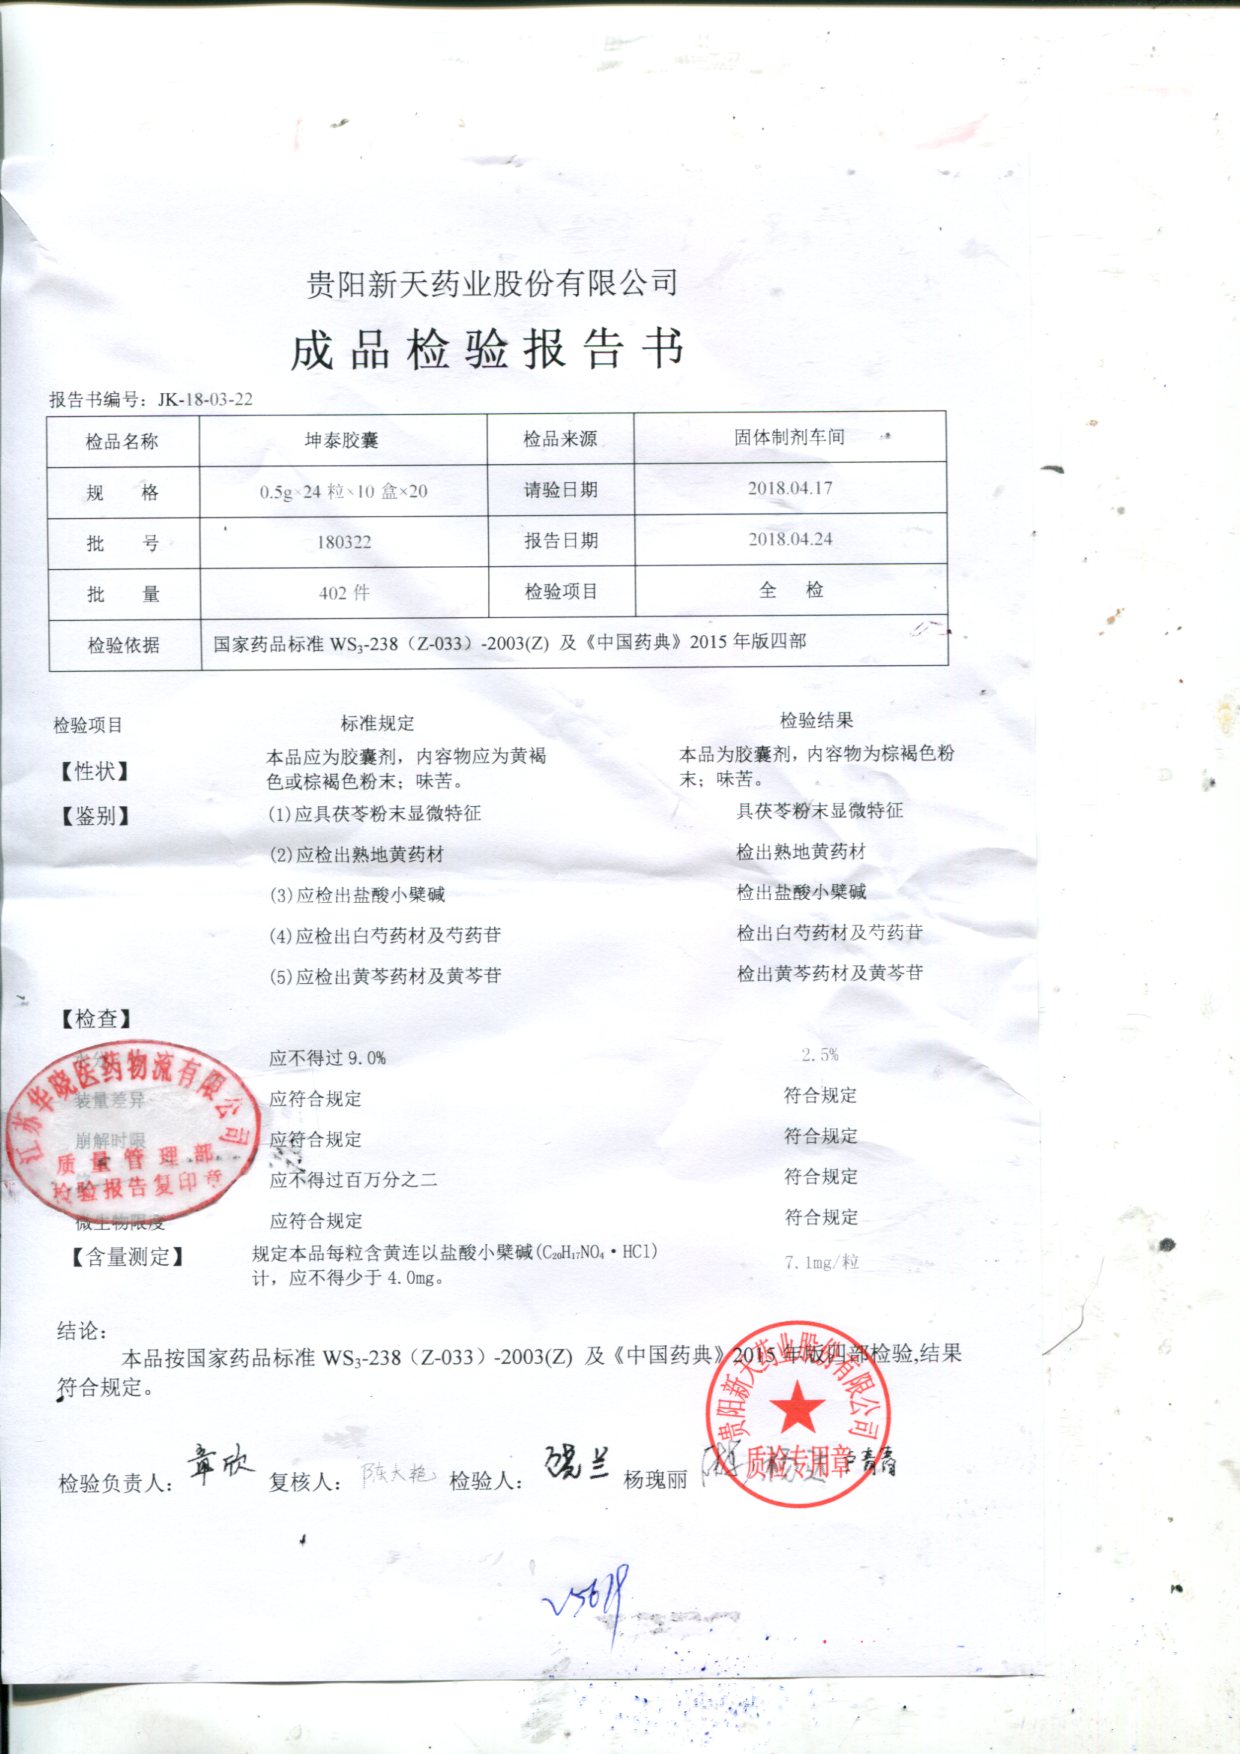 贵阳新天药业股份有限公司
成品检验报告书
报告书编号：JK-18-03-22
检品名称 坤泰胶囊 检品来源 固体制剂车间
规 格 0.5g×24粒×10盒×20 请验日期 2018.04.17
批 号 180322 报告日期 2018.04.24
批 量 402件 检验项目 全 检
检验依据 国家药品标准 WS₃-238（Z-033）-2003(Z) 及《中国药典》2015年版四部
检验项目 标准规定 检验结果
【性状】 本品应为胶囊剂，内容物应为黄褐 本品为胶囊剂，内容物为棕褐色粉
色或棕褐色粉末；味苦。 末；味苦。
【鉴别】 (1)应具茯苓粉末显微特征 具茯苓粉末显微特征
(2)应检出熟地黄药材 检出熟地黄药材
(3)应检出盐酸小檗碱 检出盐酸小檗碱
(4)应检出白芍药材及芍药苷 检出白芍药材及芍药苷
(5)应检出黄芩药材及黄芩苷 检出黄芩药材及黄芩苷
【检查】
水分 应不得过9.0% 2.5%
装量差异 应符合规定 符合规定
崩解时限 应符合规定 符合规定
应不得过百万分之二 符合规定
微生物限度 应符合规定 符合规定
江苏华晓医药物流有限公司
质量管理部
检验报告复印章
【含量测定】 规定本品每粒含黄连以盐酸小檗碱(C₂₀H₁₇NO₄·HCl) 7.1mg/粒
计，应不得少于4.0mg。
结论：
本品按国家药品标准 WS₃-238（Z-033）-2003(Z) 及《中国药典》2015年版四部检验,结果
符合规定。
贵阳新天药业股份有限公司
质检专用章
检验负责人：章欣 复核人： 检验人： 杨瑰丽